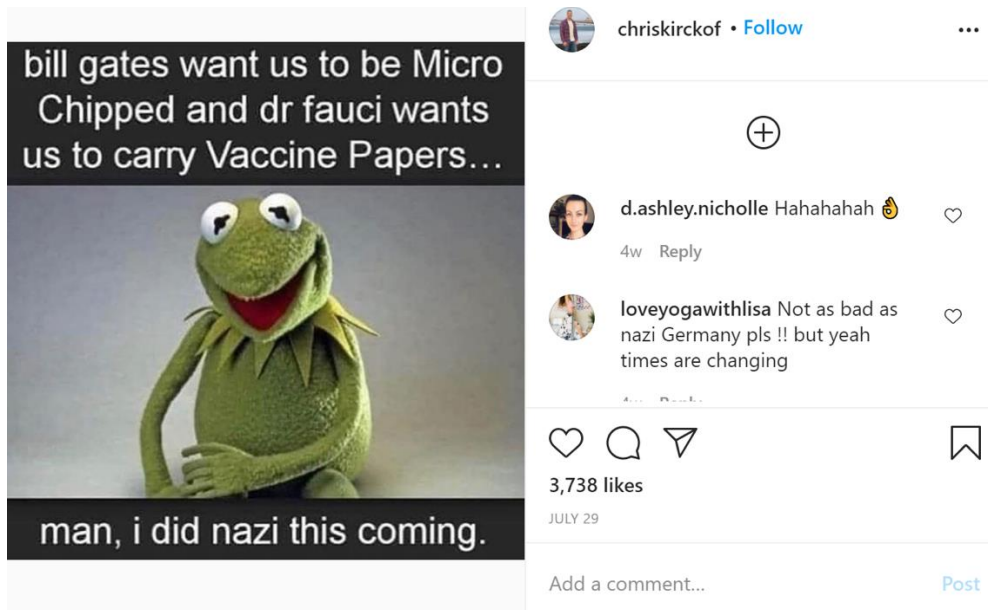 bill gates want us to be Micro
Chipped and dr fauci wants
us to carry Vaccine Papers...
man, i did nazi this coming.
chriskirckof • Follow
d.ashley.nicholle Hahahahah 👌
4w Reply
loveyogawithlisa Not as bad as
nazi Germany pls !! but yeah
times are changing
3,738 likes
JULY 29
Add a comment... Post